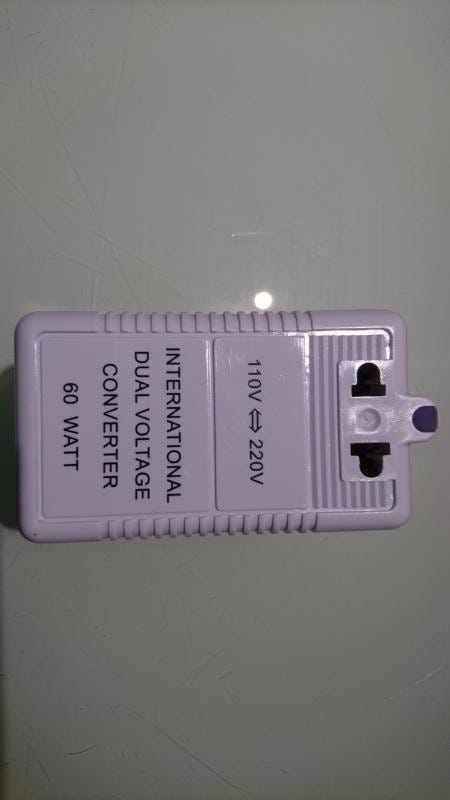 110V ⇔ 220V
INTERNATIONAL
DUAL VOLTAGE
CONVERTER
60 WATT